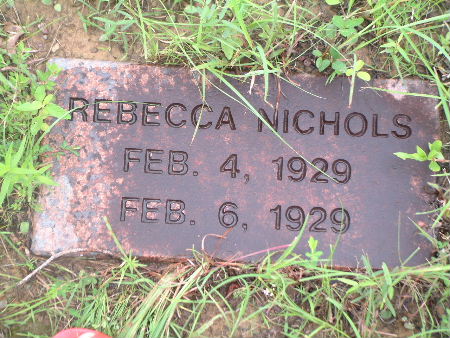 REBECCA NICHOLS
FEB. 4, 1929
FEB. 6, 1929